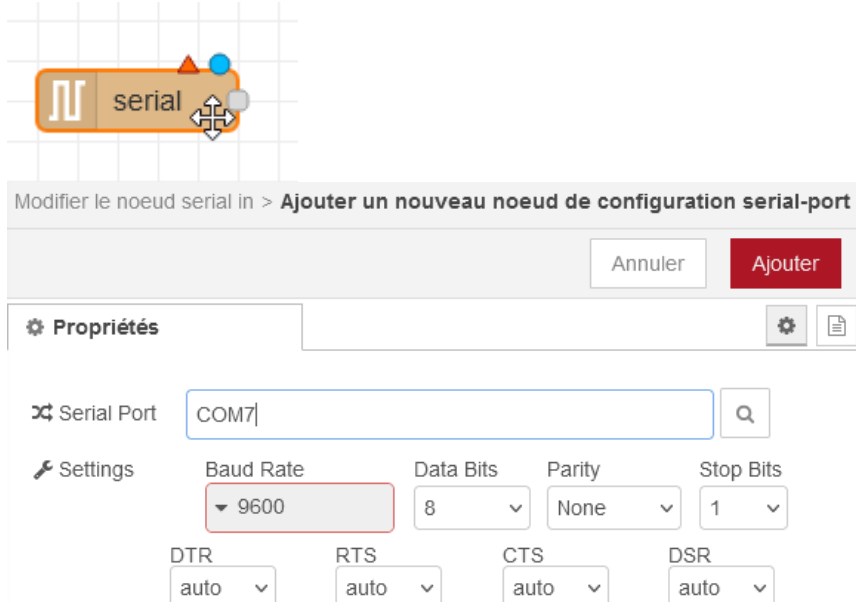 serial
Modifier le noeud serial in > Ajouter un nouveau noeud de configuration serial-port
Annuler Ajouter
Propriétés
Serial Port COM7
Settings Baud Rate Data Bits Parity Stop Bits
9600 8 None 1
DTR RTS CTS DSR
auto auto auto auto